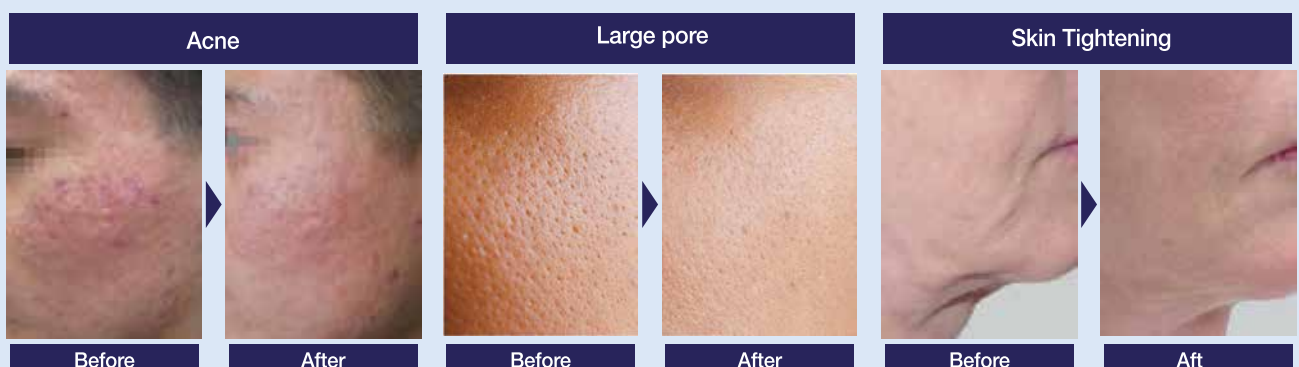 Acne
Large pore
Skin Tightening
Before
After
Before
After
Before
Aft